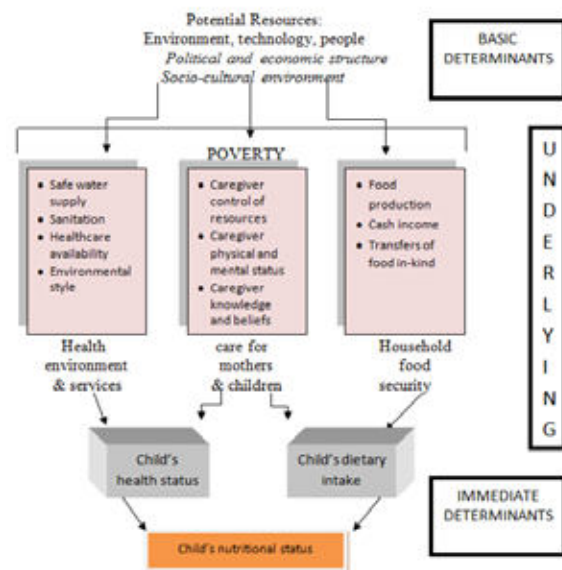 Potential Resources:
Environment, technology, people
Political and economic structure
Socio-cultural environment
BASIC
DETERMINANTS
POVERTY
• Safe water
supply
• Sanitation
• Healthcare
availability
• Environmental
style
• Caregiver
control of
resources
• Caregiver
physical and
mental status
• Caregiver
knowledge
and beliefs
• Food
production
• Cash income
• Transfers of
food in-kind
U
N
D
E
R
L
Y
I
N
G
Health
environment
& services
care for
mothers
& children
Household
food
security
Child's
health status
Child's dietary
intake
IMMEDIATE
DETERMINANTS
Child's nutritional status